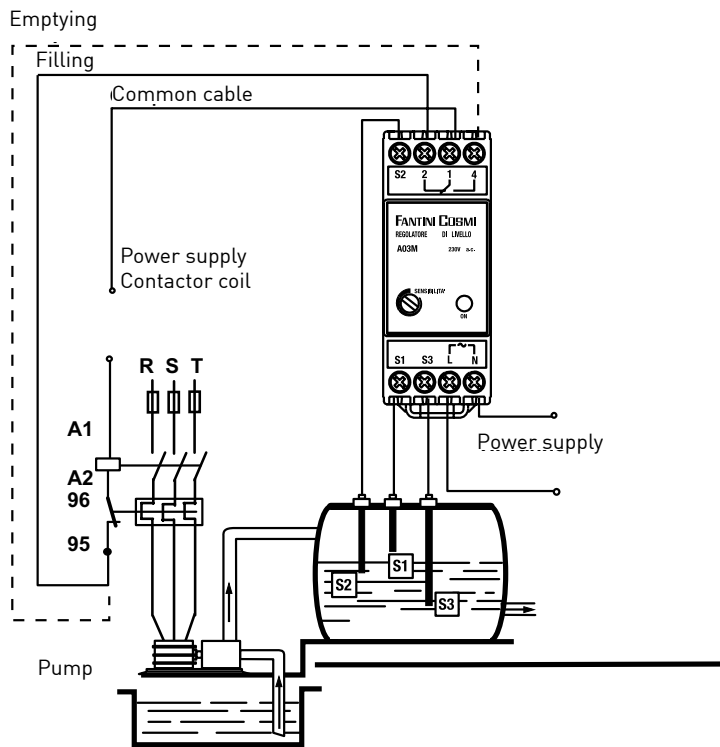 Emptying
Filling
Common cable
S2 2 1 4
FANTINI COSMI
REGOLATORE DI LIVELLO
A03M 230V a.c.
SENSIBILITA'
ON
Power supply
Contactor coil
S1 S3 L N
R S T
A1
A2
96
95
Power supply
S1
S2
S3
Pump